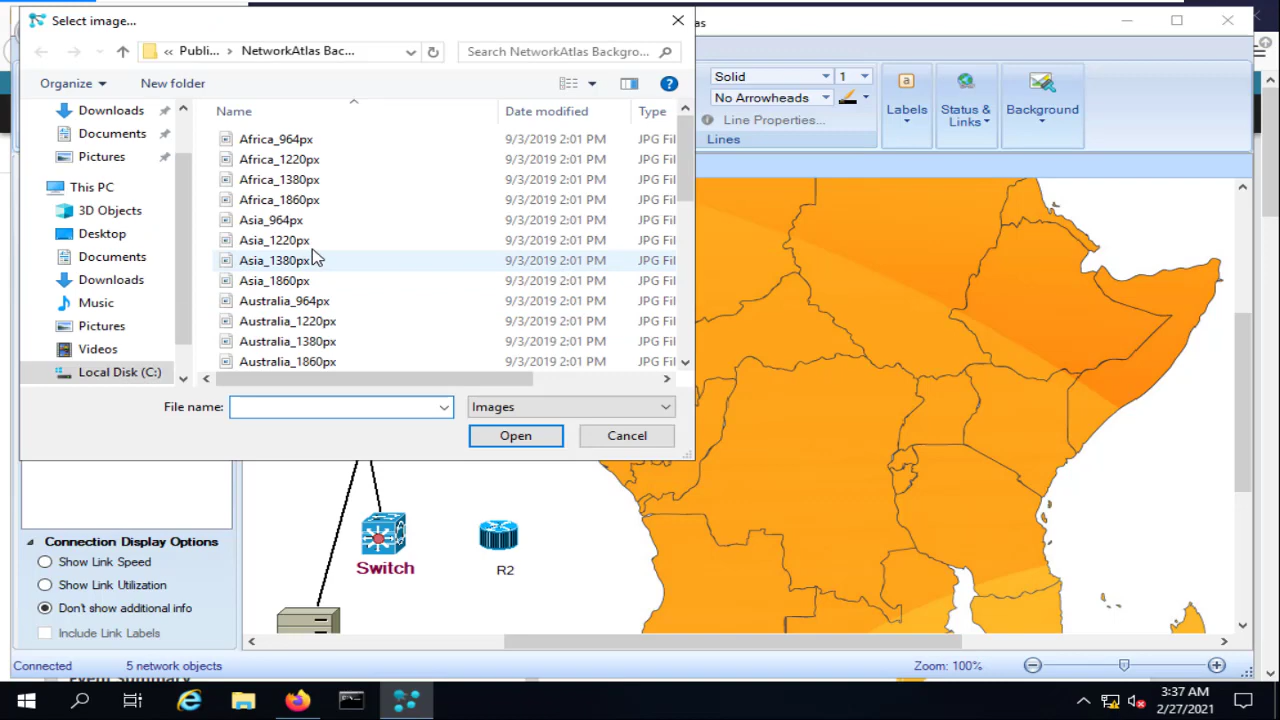 Select image...
as
« Publi... › NetworkAtlas Bac...
Search NetworkAtlas Backgro...
Organize
New folder
Name
Date modified
Type
Downloads
Documents
Pictures
This PC
3D Objects
Desktop
Documents
Downloads
Music
Pictures
Videos
Local Disk (C:)
Africa_964px 9/3/2019 2:01 PM JPG Fil
Africa_1220px 9/3/2019 2:01 PM JPG Fil
Africa_1380px 9/3/2019 2:01 PM JPG Fil
Africa_1860px 9/3/2019 2:01 PM JPG Fil
Asia_964px 9/3/2019 2:01 PM JPG Fil
Asia_1220px 9/3/2019 2:01 PM JPG Fil
Asia_1380px 9/3/2019 2:01 PM JPG Fil
Asia_1860px 9/3/2019 2:01 PM JPG Fil
Australia_964px 9/3/2019 2:01 PM JPG Fil
Australia_1220px 9/3/2019 2:01 PM JPG Fil
Australia_1380px 9/3/2019 2:01 PM JPG Fil
Australia_1860px 9/3/2019 2:01 PM JPG Fil
File name:
Images
Open
Cancel
Solid
1
No Arrowheads
Line Properties...
Lines
Labels
Status & Links
Background
Switch
R2
Connection Display Options
Show Link Speed
Show Link Utilization
Don't show additional info
Include Link Labels
Connected
5 network objects
Zoom: 100%
Event Summary
3:37 AM
2/27/2021